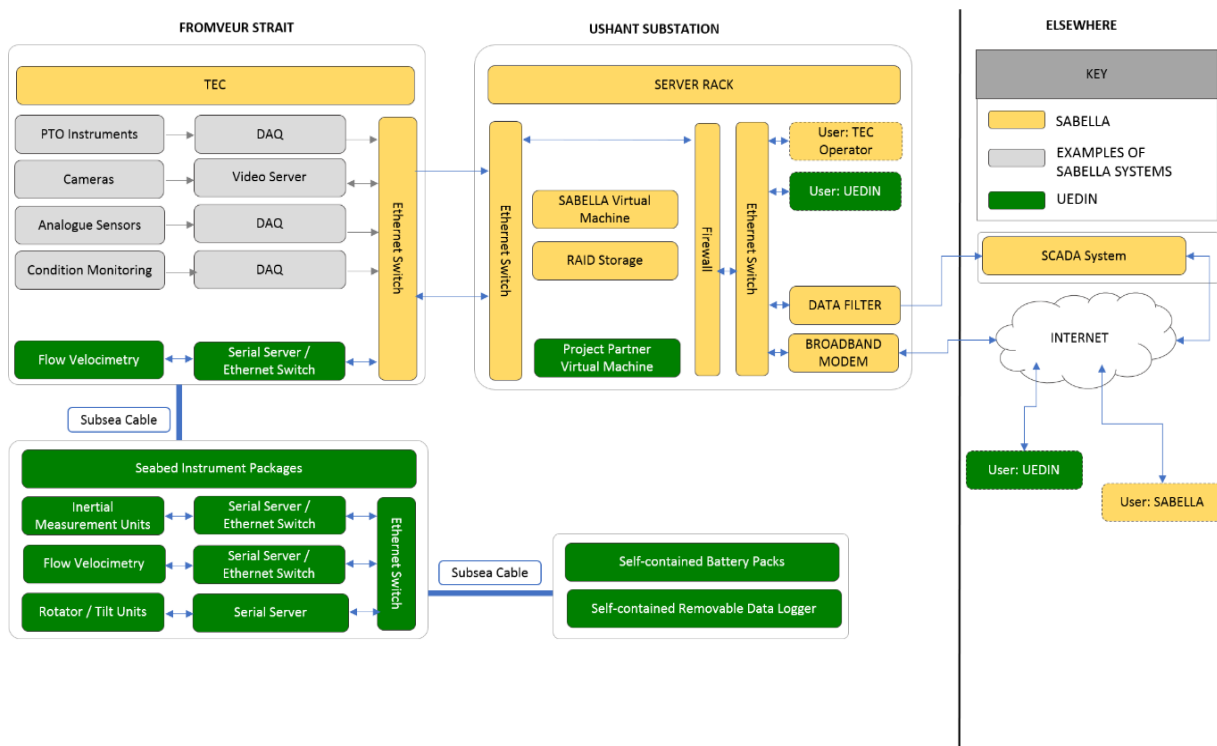 FROMVEUR STRAIT
USHANT SUBSTATION
ELSEWHERE
TEC
PTO Instruments
DAQ
Cameras
Video Server
Analogue Sensors
DAQ
Condition Monitoring
DAQ
Ethernet Switch
Flow Velocimetry
Serial Server /
Ethernet Switch
Subsea Cable
SERVER RACK
Ethernet Switch
SABELLA Virtual
Machine
RAID Storage
Project Partner
Virtual Machine
Firewall
Ethernet Switch
User: TEC
Operator
User: UEDIN
DATA FILTER
BROADBAND
MODEM
KEY
SABELLA
EXAMPLES OF
SABELLA SYSTEMS
UEDIN
SCADA System
INTERNET
User: UEDIN
User: SABELLA
Seabed Instrument Packages
Inertial
Measurement Units
Serial Server /
Ethernet Switch
Flow Velocimetry
Serial Server /
Ethernet Switch
Rotator / Tilt Units
Serial Server
Ethernet Switch
Subsea Cable
Self-contained Battery Packs
Self-contained Removable Data Logger